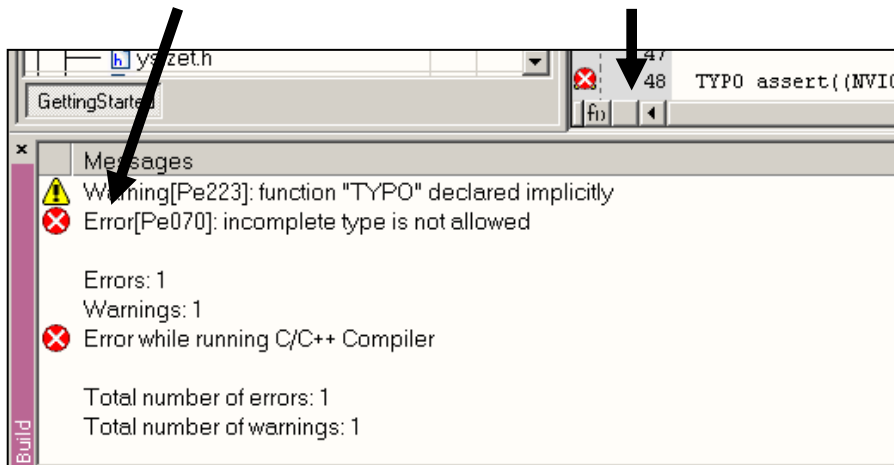 ysizet.h
47
48 TYPO assert((NVIC
GettingStarted
Messages
Warning[Pe223]: function "TYPO" declared implicitly
Error[Pe070]: incomplete type is not allowed
Errors: 1
Warnings: 1
Error while running C/C++ Compiler
Total number of errors: 1
Total number of warnings: 1
Build